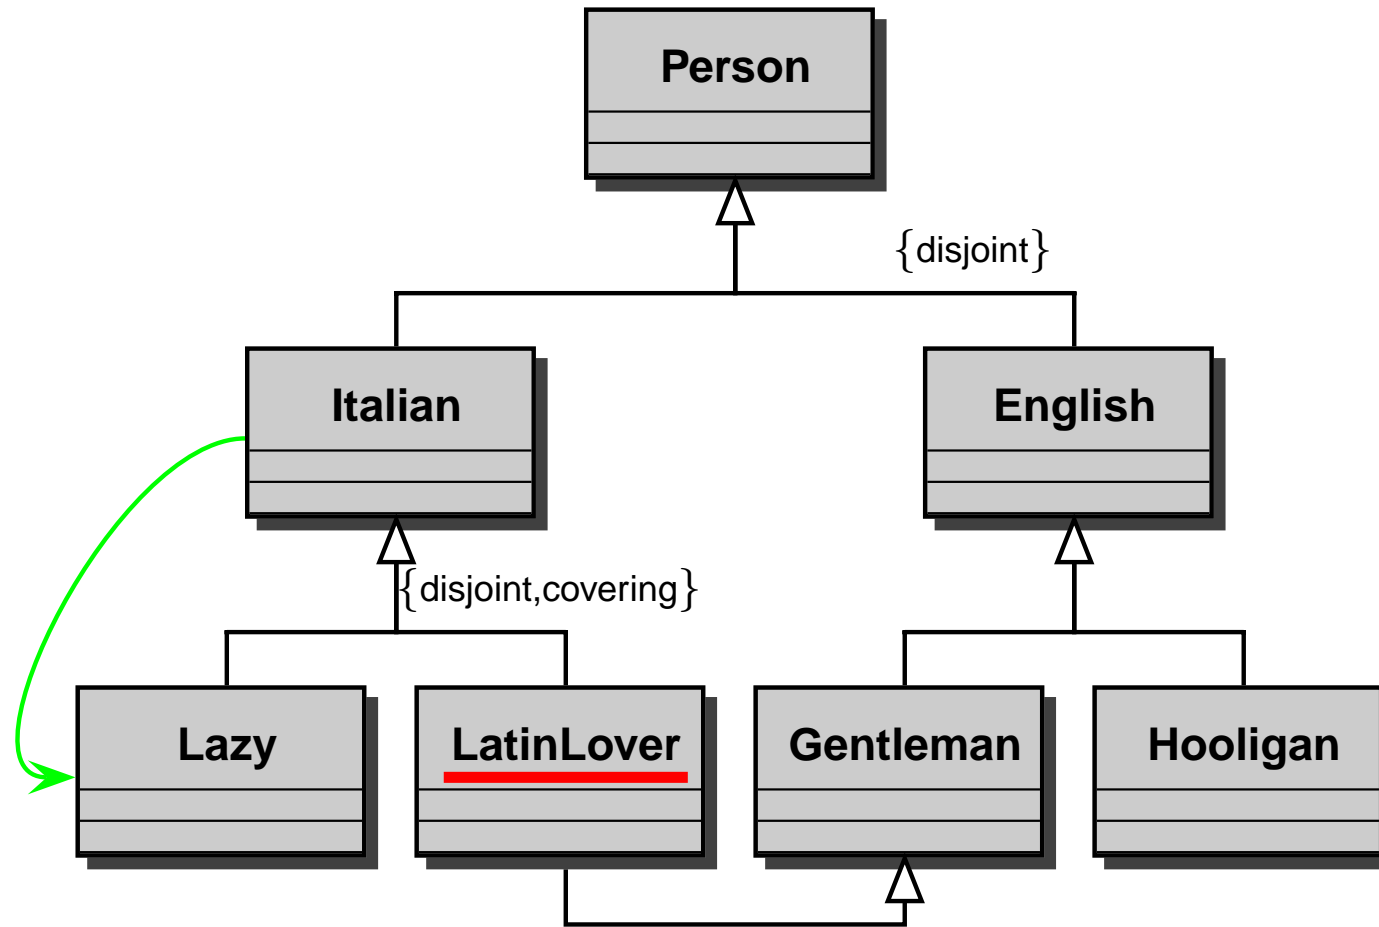 Person
{disjoint}
Italian
English
{disjoint,covering}
Lazy
LatinLover
Gentleman
Hooligan